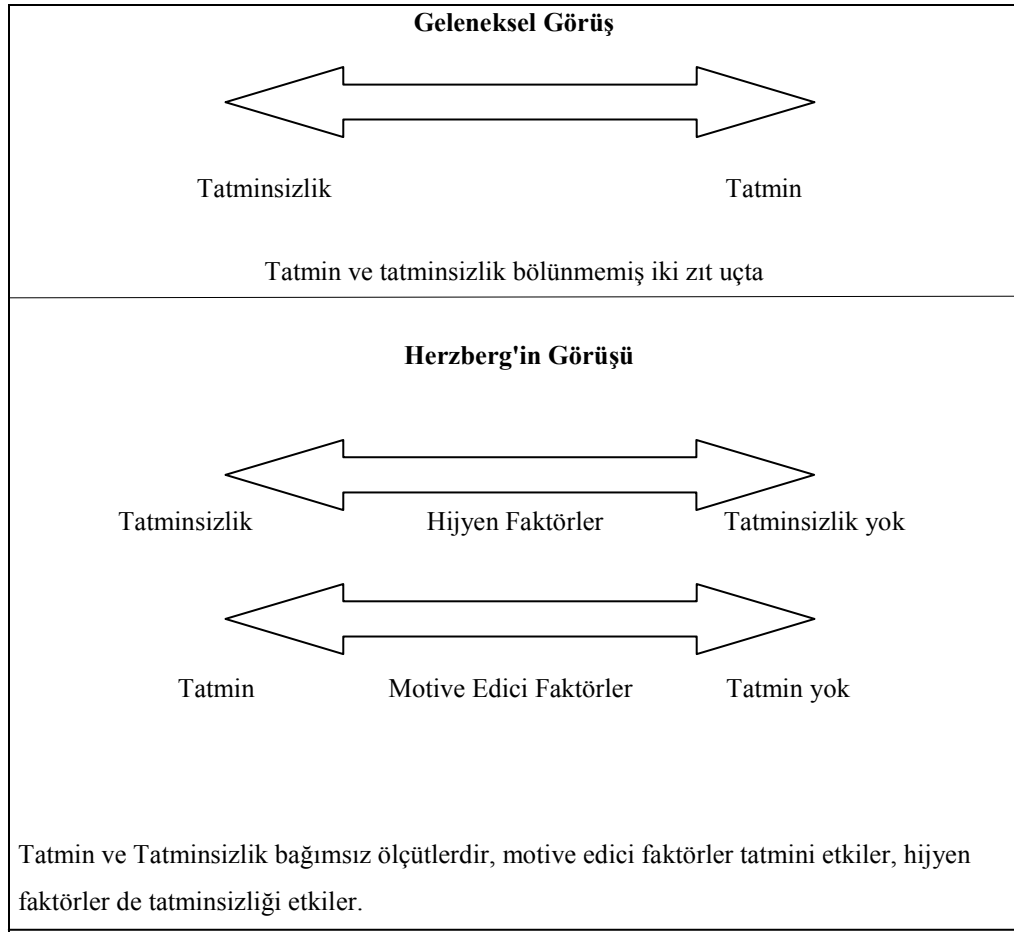 Geleneksel Görüş
Tatminsizlik Tatmin
Tatmin ve tatminsizlik bölünmemiş iki zıt uçta
Herzberg'in Görüşü
Tatminsizlik Hijyen Faktörler Tatminsizlik yok
Tatmin Motive Edici Faktörler Tatmin yok
Tatmin ve Tatminsizlik bağımsız ölçütlerdir, motive edici faktörler tatmini etkiler, hijyen
faktörler de tatminsizliği etkiler.